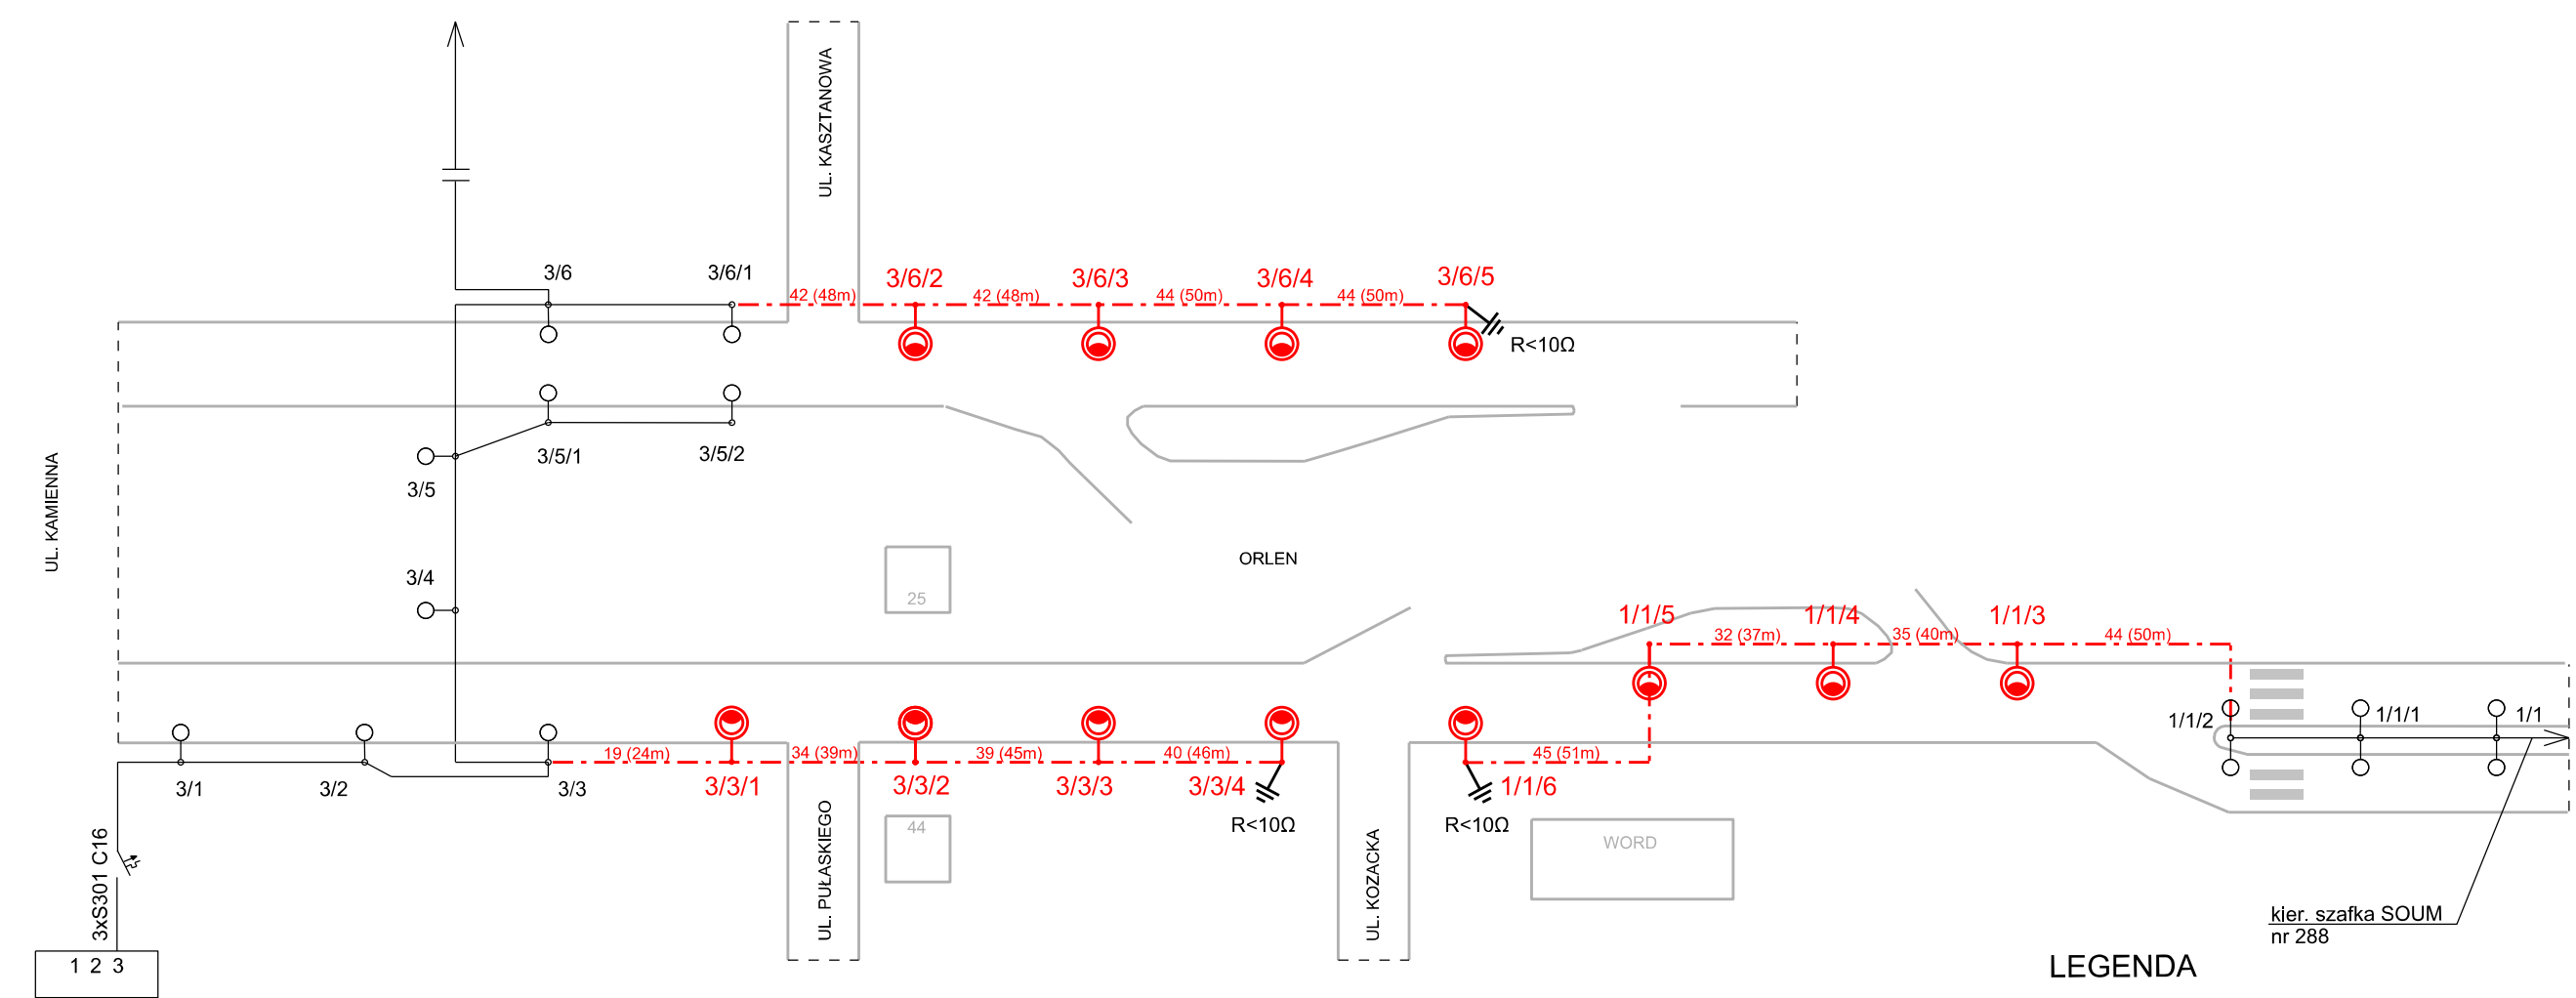 UL. KASZTANOWA
3/6
3/6/1
3/6/2
3/6/3
3/6/4
3/6/5
42 (48m)
42 (48m)
44 (50m)
44 (50m)
R<10Ω
3/5/1
3/5/2
3/5
UL. KAMIENNA
ORLEN
3/4
25
1/1/5
1/1/4
1/1/3
32 (37m)
35 (40m)
44 (50m)
1/1/2
1/1/1
1/1
19 (24m)
34 (39m)
39 (45m)
40 (46m)
45 (51m)
3/1
3/2
3/3
3/3/1
3/3/2
3/3/3
3/3/4
1/1/6
R<10Ω
R<10Ω
44
WORD
UL. PUŁASKIEGO
UL. KOZACKA
3xS301 C16
kier. szafka SOUM
nr 288
1 2 3
LEGENDA